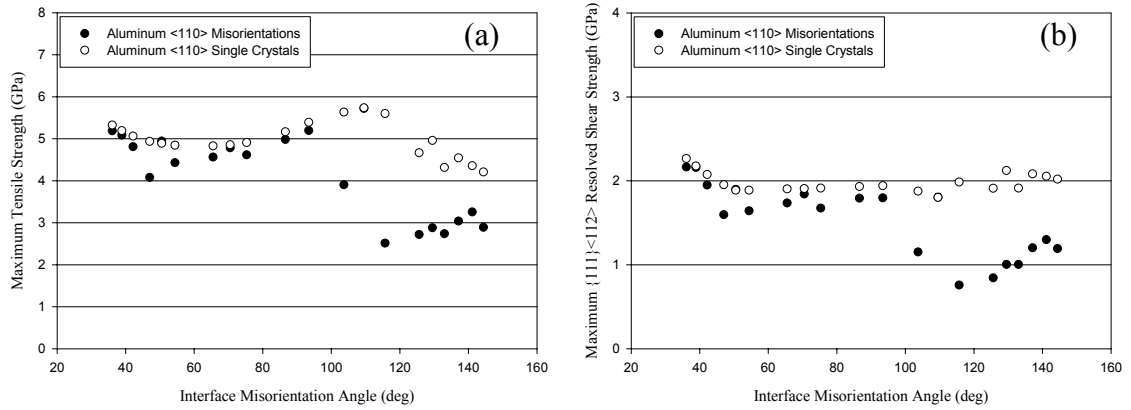 (a)
Aluminum <110> Misorientations
Aluminum <110> Single Crystals
Maximum Tensile Strength (GPa)
8
7
6
5
4
3
2
1
0
20 40 60 80 100 120 140 160
Interface Misorientation Angle (deg)
(b)
Aluminum <110> Misorientations
Aluminum <110> Single Crystals
Maximum {111}<112> Resolved Shear Strength (GPa)
4
3
2
1
0
20 40 60 80 100 120 140 160
Interface Misorientation Angle (deg)